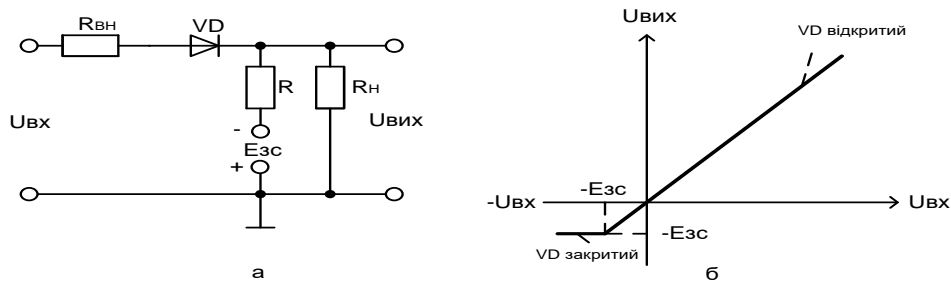 Rвн
VD
R
Rн
Uвх
-
Eзс
+
Uвих
а
Uвих
VD відкритий
-Eзс
-Uвх
Uвх
-Eзс
VD закритий
б